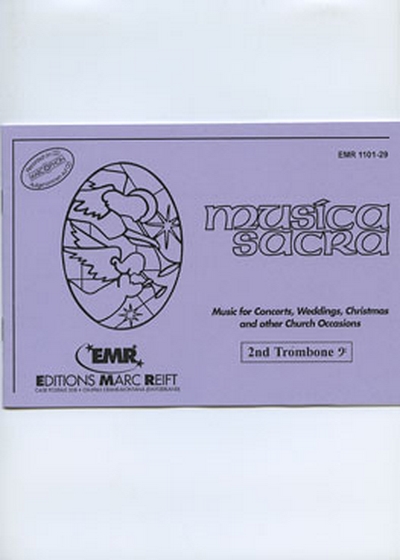 EMR 1101-29
MARCOPHON
musica
sacra
Music for Concerts, Weddings, Christmas
and other Church Occasions
2nd Trombone
EMR
EDITIONS MARC REIFT